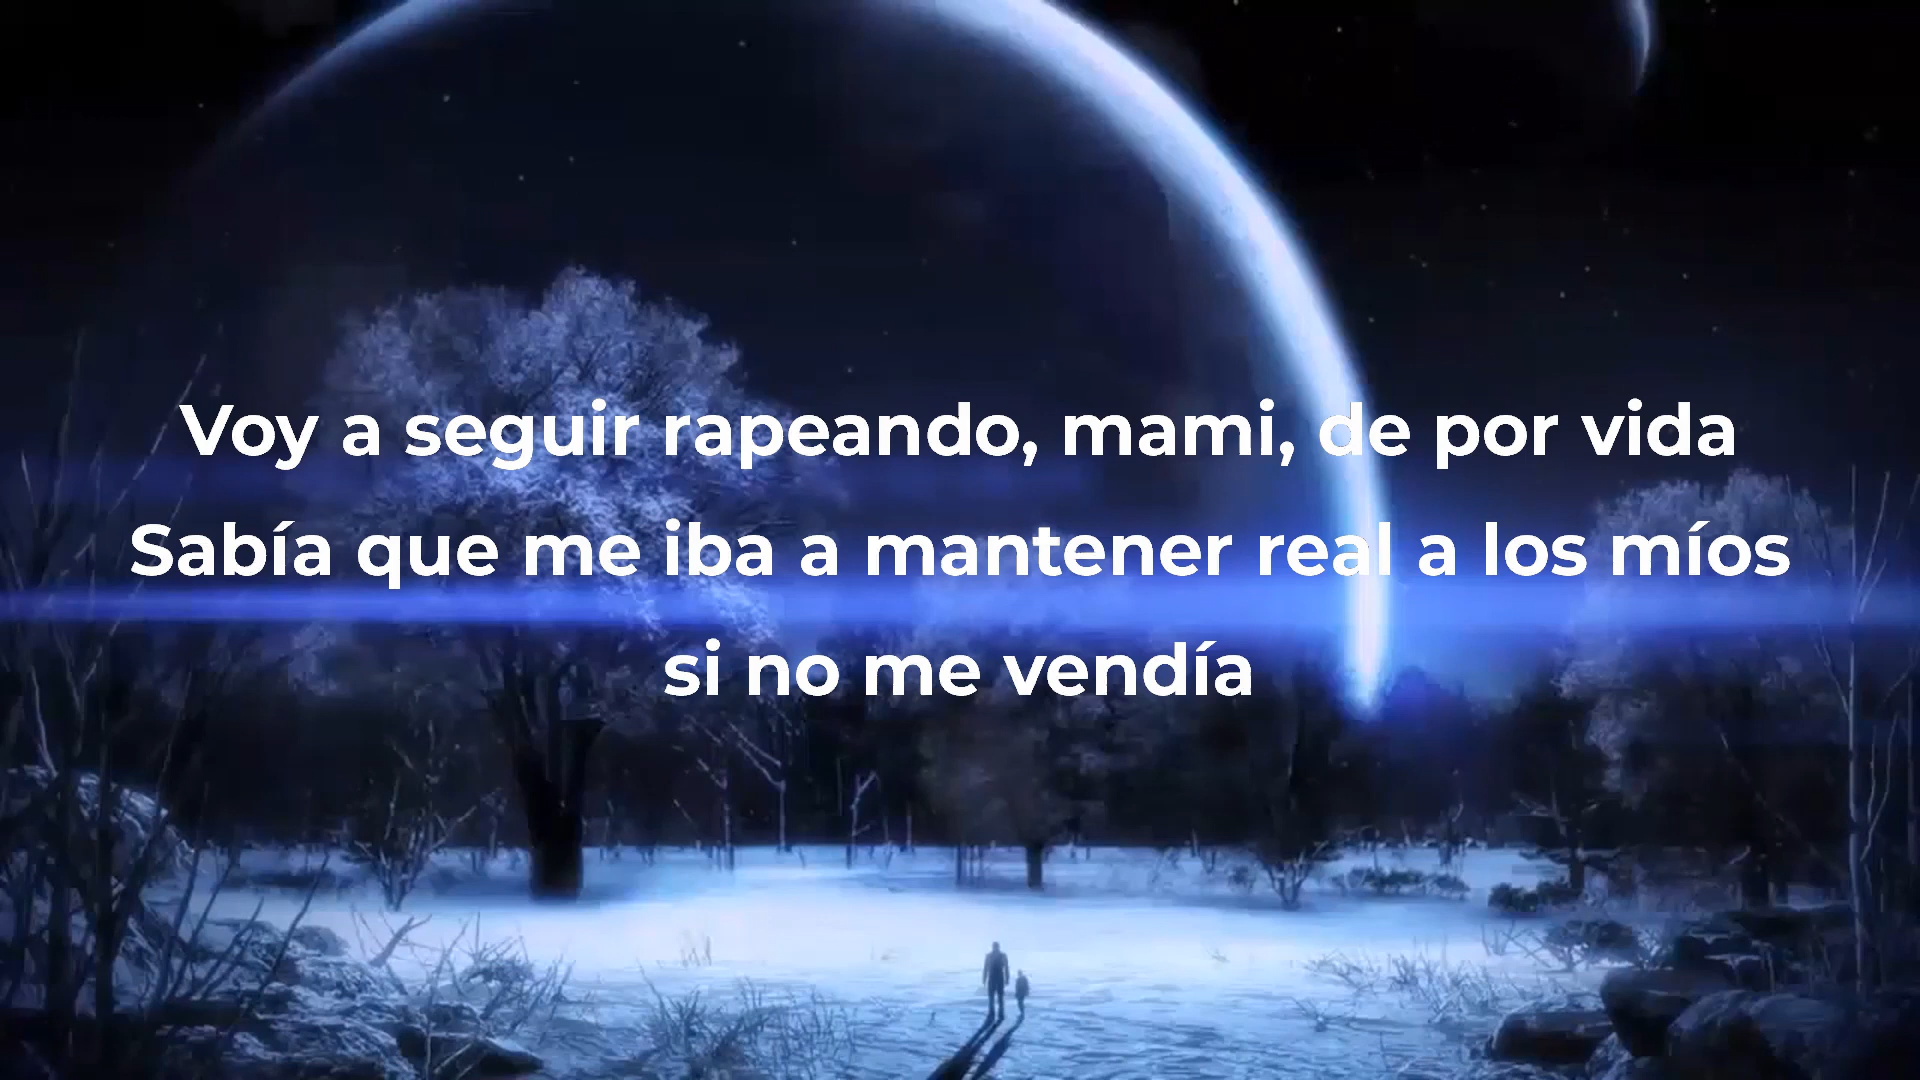 Voy a seguir rapeando, mami, de por vida
Sabía que me iba a mantener real a los míos
si no me vendía